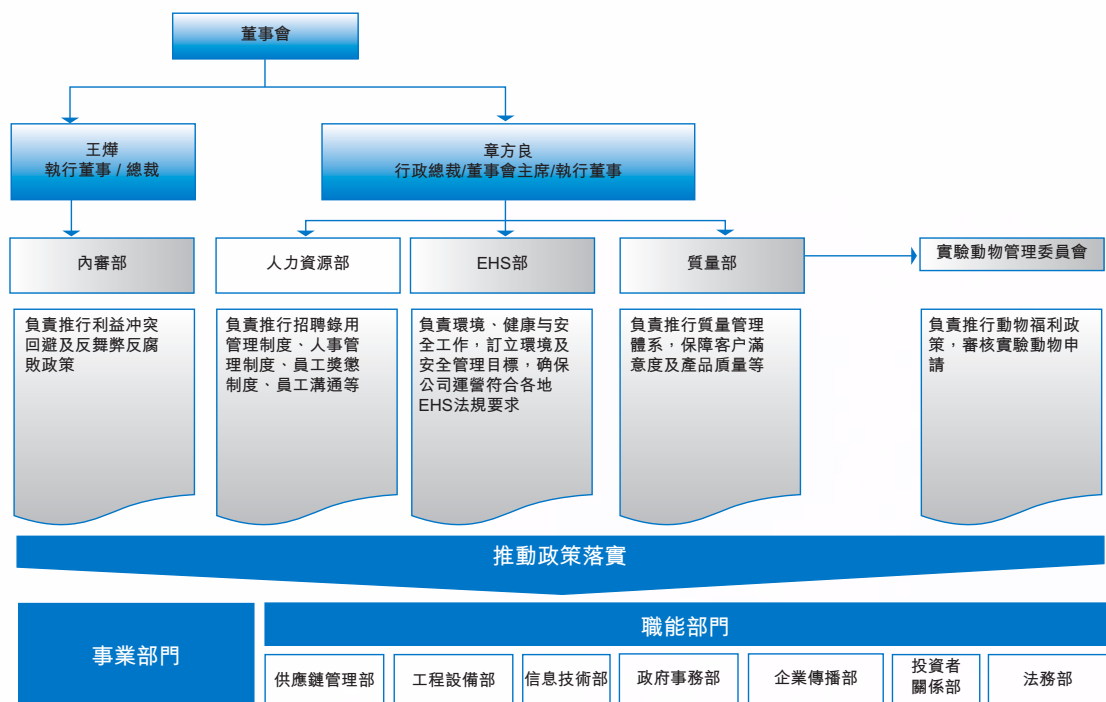 董事會
王燁
執行董事 / 總裁
章方良
行政總裁/董事會主席/執行董事
內審部
人力資源部
EHS部
質量部
實驗動物管理委員會
負責推行利益冲突
回避及反舞弊反腐
敗政策
負責推行招聘錄用
管理制度、人事管
理制度、員工獎懲
制度、員工溝通等
負責環境、健康与安
全工作，訂立環境及
安全管理目標，确保
公司運營符合各地
EHS法規要求
負責推行質量管理
體系，保障客户滿
意度及產品質量等
負責推行動物福利政
策，審核實驗動物申
請
推動政策落實
事業部門
職能部門
供應鏈管理部
工程設備部
信息技術部
政府事務部
企業傳播部
投資者
關係部
法務部